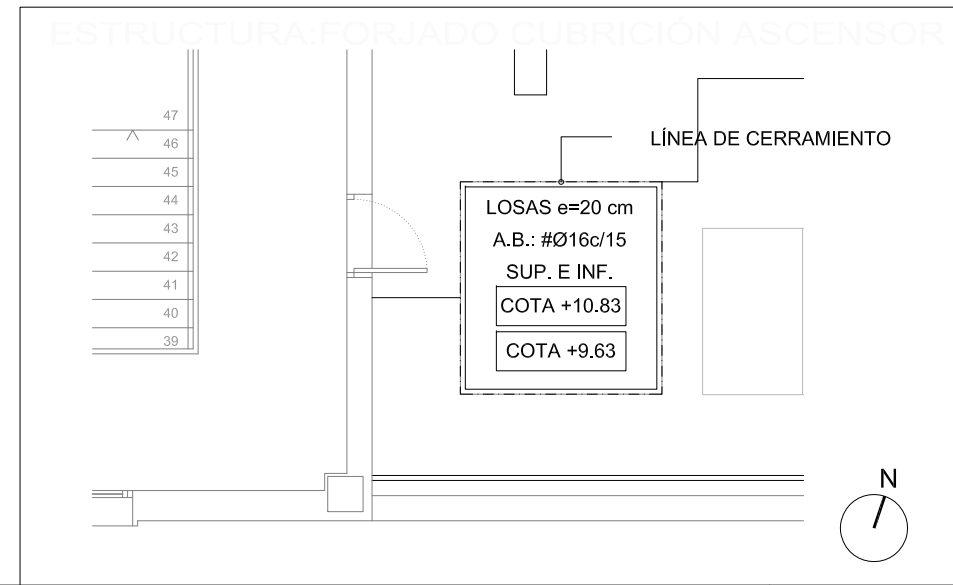 ESTRUCTURA:FORJADO CUBRICIÓN ASCENSOR
47
46
45
44
43
42
41
40
39
LÍNEA DE CERRAMIENTO
LOSAS e=20 cm
A.B.: #Ø16c/15
SUP. E INF.
COTA +10.83
COTA +9.63
N